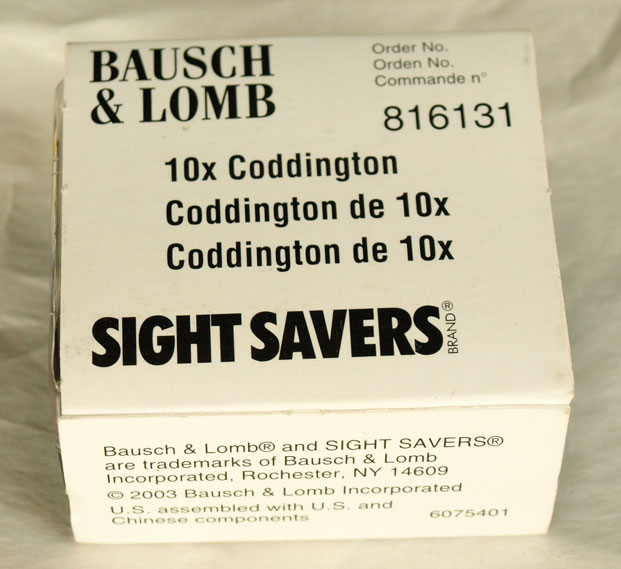 BAUSCH
& LOMB
Order No.
Orden No.
Commande n°
816131
10x Coddington
Coddington de 10x
Coddington de 10x
SIGHT SAVERS®
BRAND
Bausch & Lomb® and SIGHT SAVERS®
are trademarks of Bausch & Lomb
Incorporated, Rochester, NY 14609
© 2003 Bausch & Lomb Incorporated
U.S. assembled with U.S. and
Chinese components
6075401